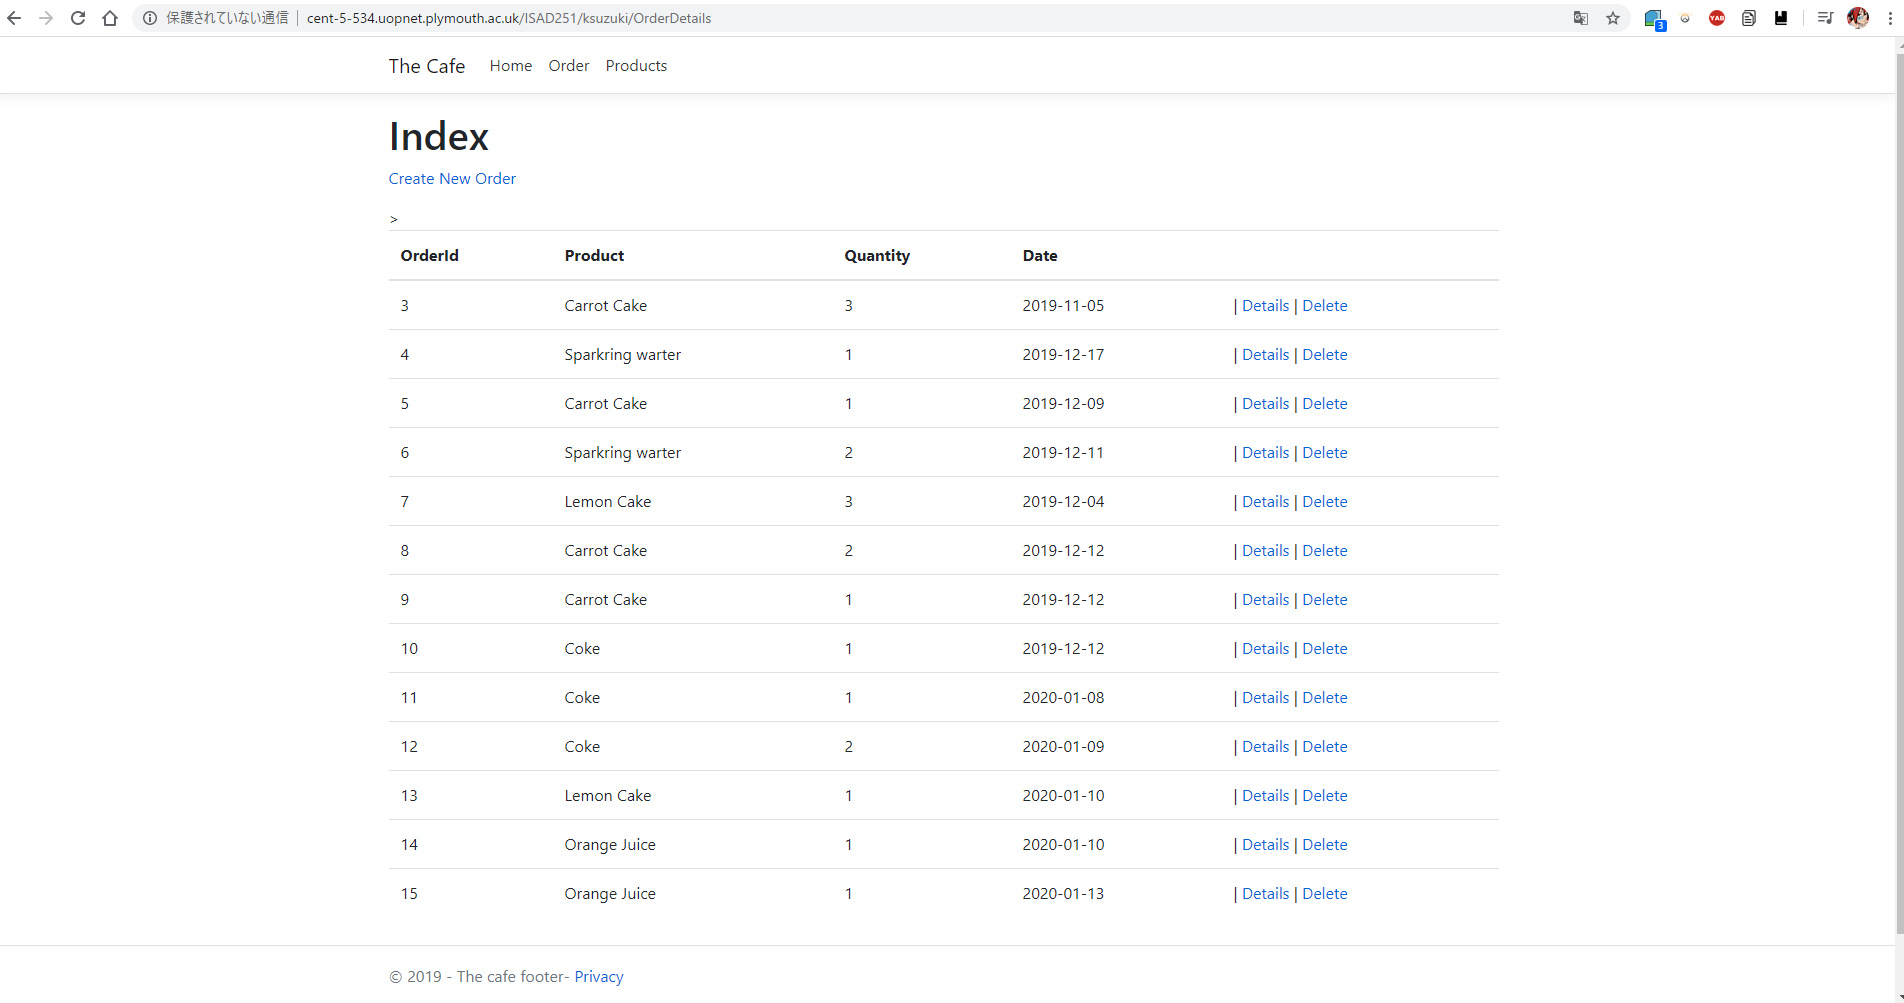 保護されていない通信 | cent-5-534.uopnet.plymouth.ac.uk/ISAD251/ksuzuki/OrderDetails
3
YAB
The Cafe Home Order Products
Index
Create New Order
>
OrderId Product Quantity Date
3 Carrot Cake 3 2019-11-05 | Details | Delete
4 Sparkring warter 1 2019-12-17 | Details | Delete
5 Carrot Cake 1 2019-12-09 | Details | Delete
6 Sparkring warter 2 2019-12-11 | Details | Delete
7 Lemon Cake 3 2019-12-04 | Details | Delete
8 Carrot Cake 2 2019-12-12 | Details | Delete
9 Carrot Cake 1 2019-12-12 | Details | Delete
10 Coke 1 2019-12-12 | Details | Delete
11 Coke 1 2020-01-08 | Details | Delete
12 Coke 2 2020-01-09 | Details | Delete
13 Lemon Cake 1 2020-01-10 | Details | Delete
14 Orange Juice 1 2020-01-10 | Details | Delete
15 Orange Juice 1 2020-01-13 | Details | Delete
© 2019 - The cafe footer- Privacy